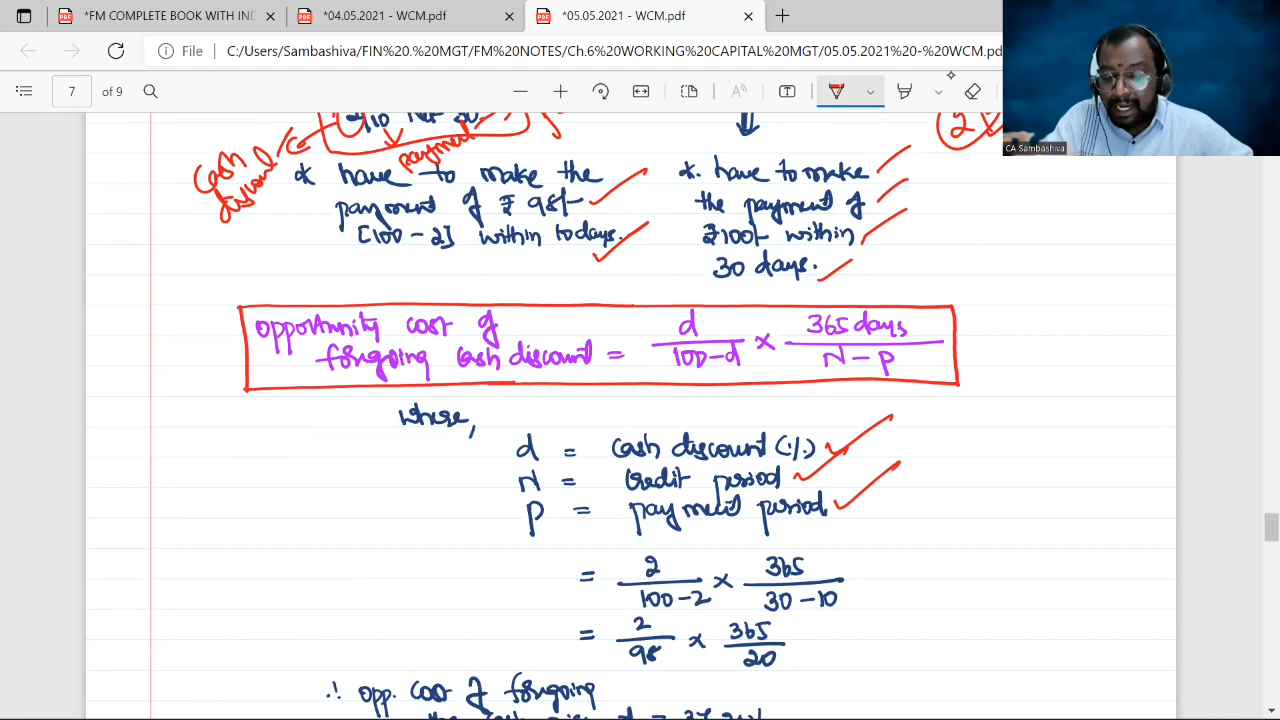 *FM COMPLETE BOOK WITH IND
*04.05.2021 - WCM.pdf
*05.05.2021 - WCM.pdf
File
C:/Users/Sambashiva/FIN%20.%20MGT/FM%20NOTES/Ch.6%20WORKING%20CAPITAL%20MGT/05.05.2021%20-%20WCM.pd
7 of 9
CA Sambashiva
Cash
discount
payment
* have to make the
payment of ₹ 98/-
[100 - 2] within 10 days.
*. have to make
the payment of
₹100/- within
30 days.
opportunity cost of
forgoing cash discount = d/100-d × 365 days/N-P
where,
d = cash discount (%)
N = credit period
P = payment period
= 2/100-2 × 365/30-10
= 2/98 × 365/20
∴ opp. cost of forgoing